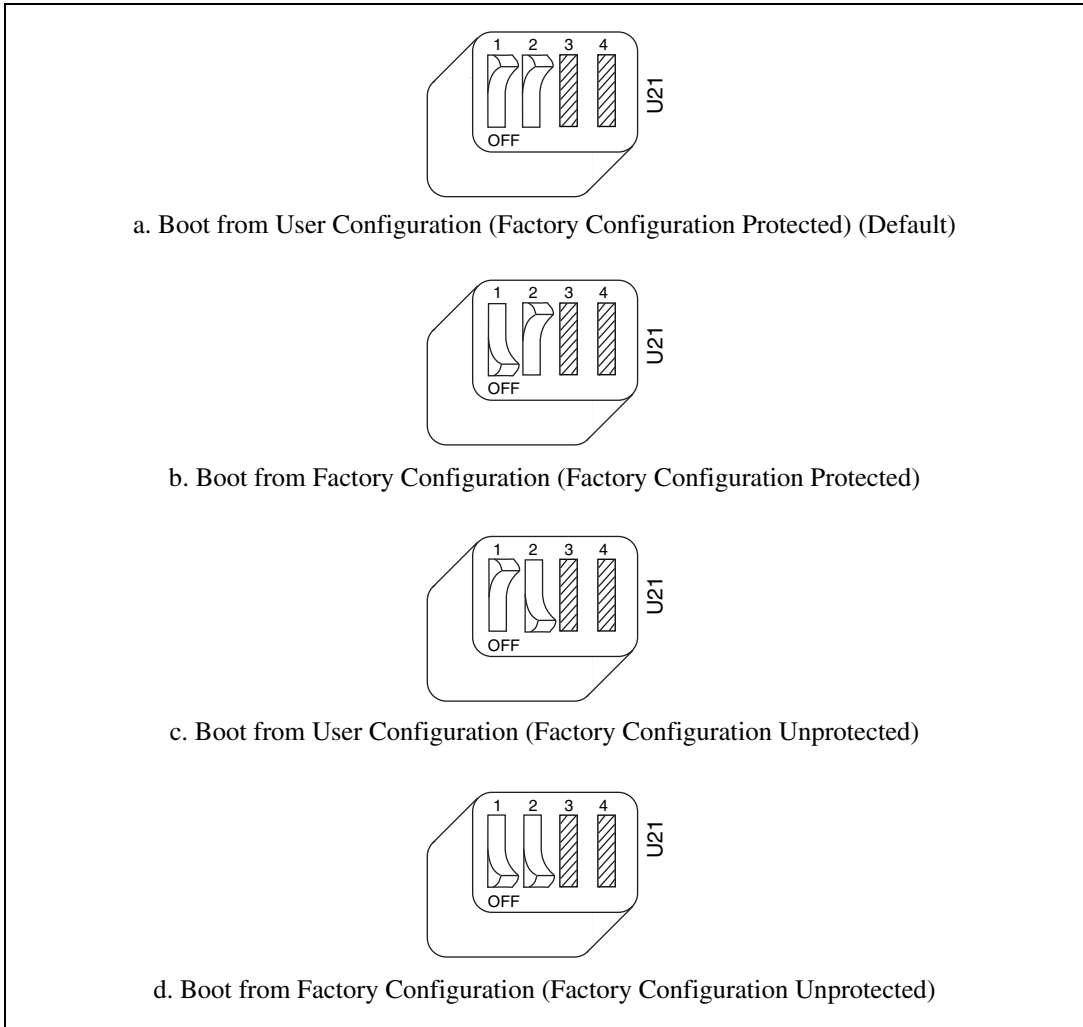 1 2 3 4
U21
OFF
a. Boot from User Configuration (Factory Configuration Protected) (Default)
1 2 3 4
U21
OFF
b. Boot from Factory Configuration (Factory Configuration Protected)
1 2 3 4
U21
OFF
c. Boot from User Configuration (Factory Configuration Unprotected)
1 2 3 4
U21
OFF
d. Boot from Factory Configuration (Factory Configuration Unprotected)